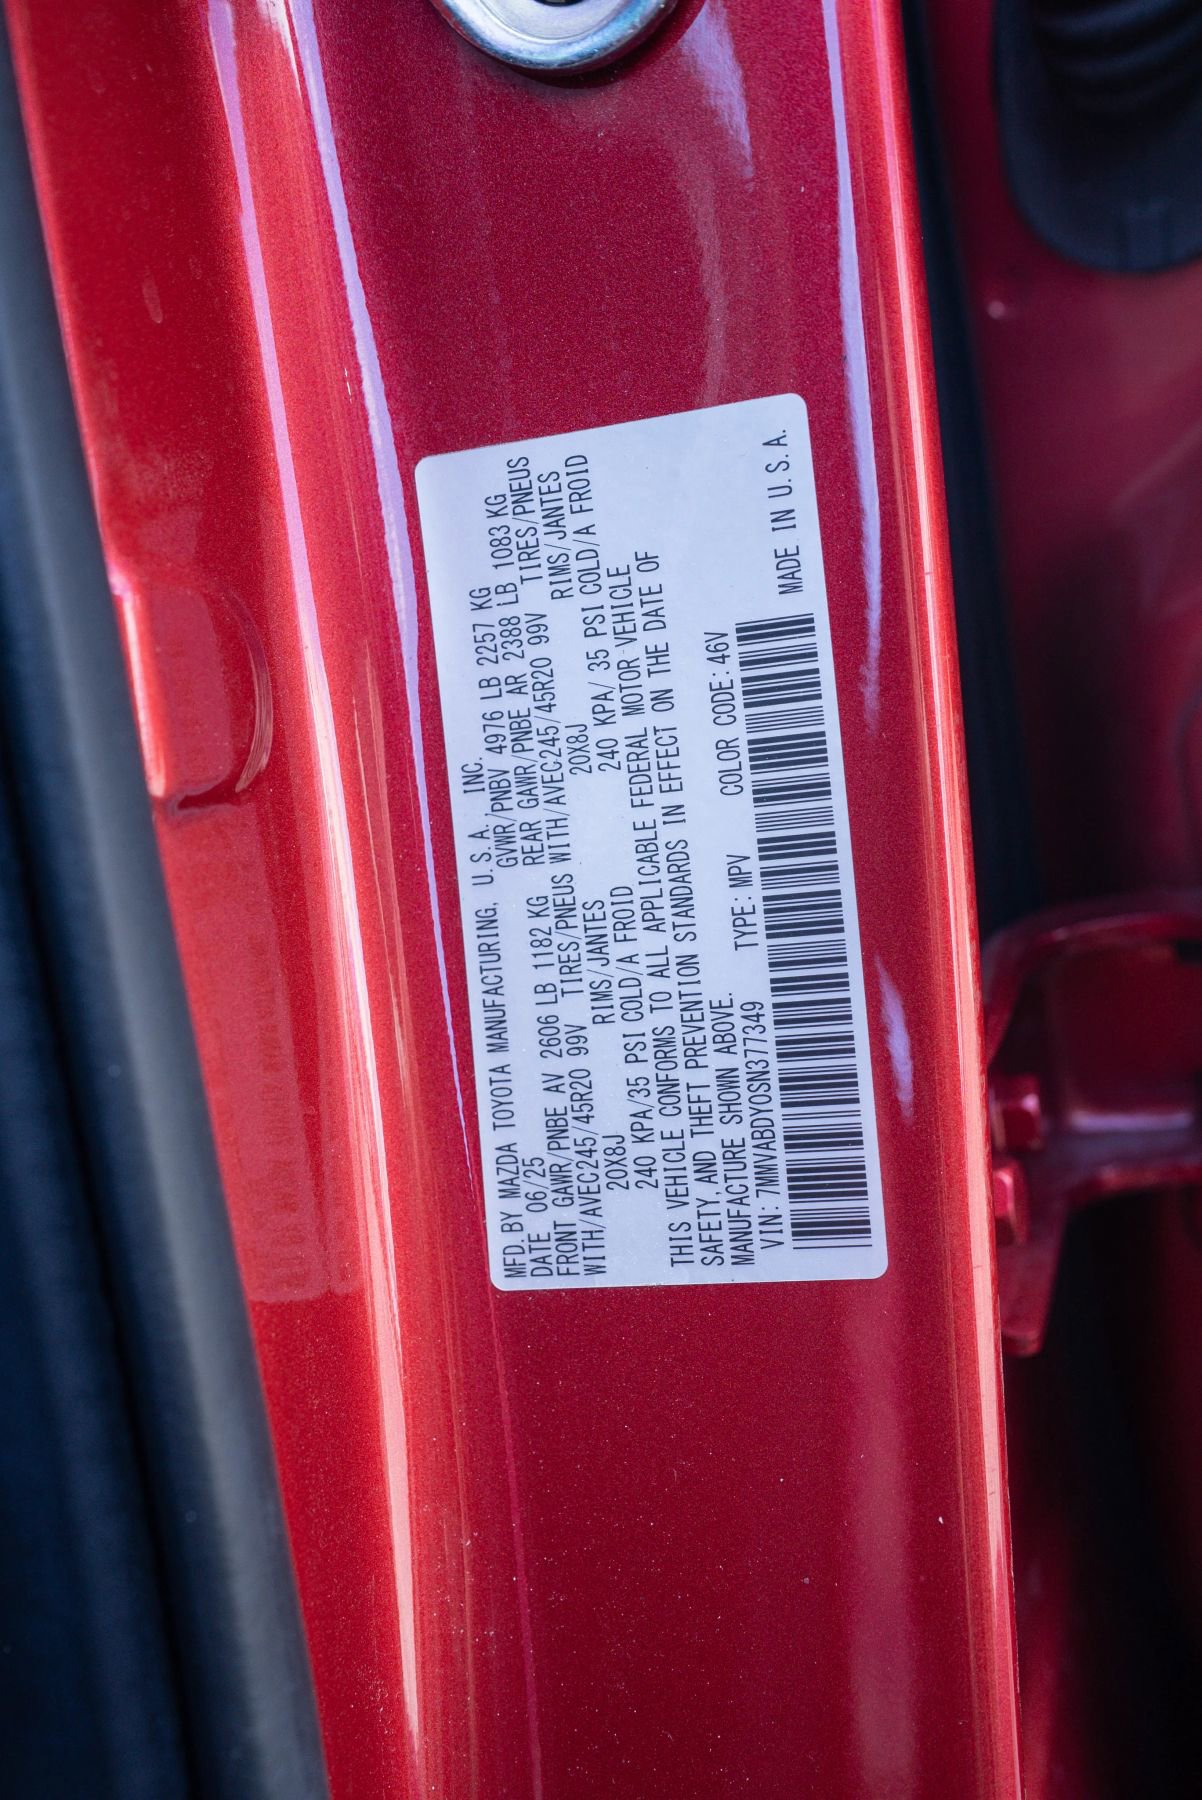 MFD. BY MAZDA TOYOTA MANUFACTURING, U. S. A. INC.
DATE 06/25 GVWR/PNBV 4976 LB 2257 KG
FRONT GAWR/PNBE AV 2606 LB 1182 KG REAR GAWR/PNBE AR 2388 LB 1083 KG
WITH/AVEC245/45R20 99V TIRES/PNEUS WITH/AVEC245/45R20 99V TIRES/PNEUS
20X8J RIMS/JANTES 20X8J RIMS/JANTES
240 KPA/35 PSI COLD/A FROID 240 KPA/ 35 PSI COLD/A FROID
THIS VEHICLE CONFORMS TO ALL APPLICABLE FEDERAL MOTOR VEHICLE
SAFETY, AND THEFT PREVENTION STANDARDS IN EFFECT ON THE DATE OF
MANUFACTURE SHOWN ABOVE.
VIN: 7MMVABDY0SN377349 TYPE: MPV COLOR CODE: 46V
MADE IN U. S. A.